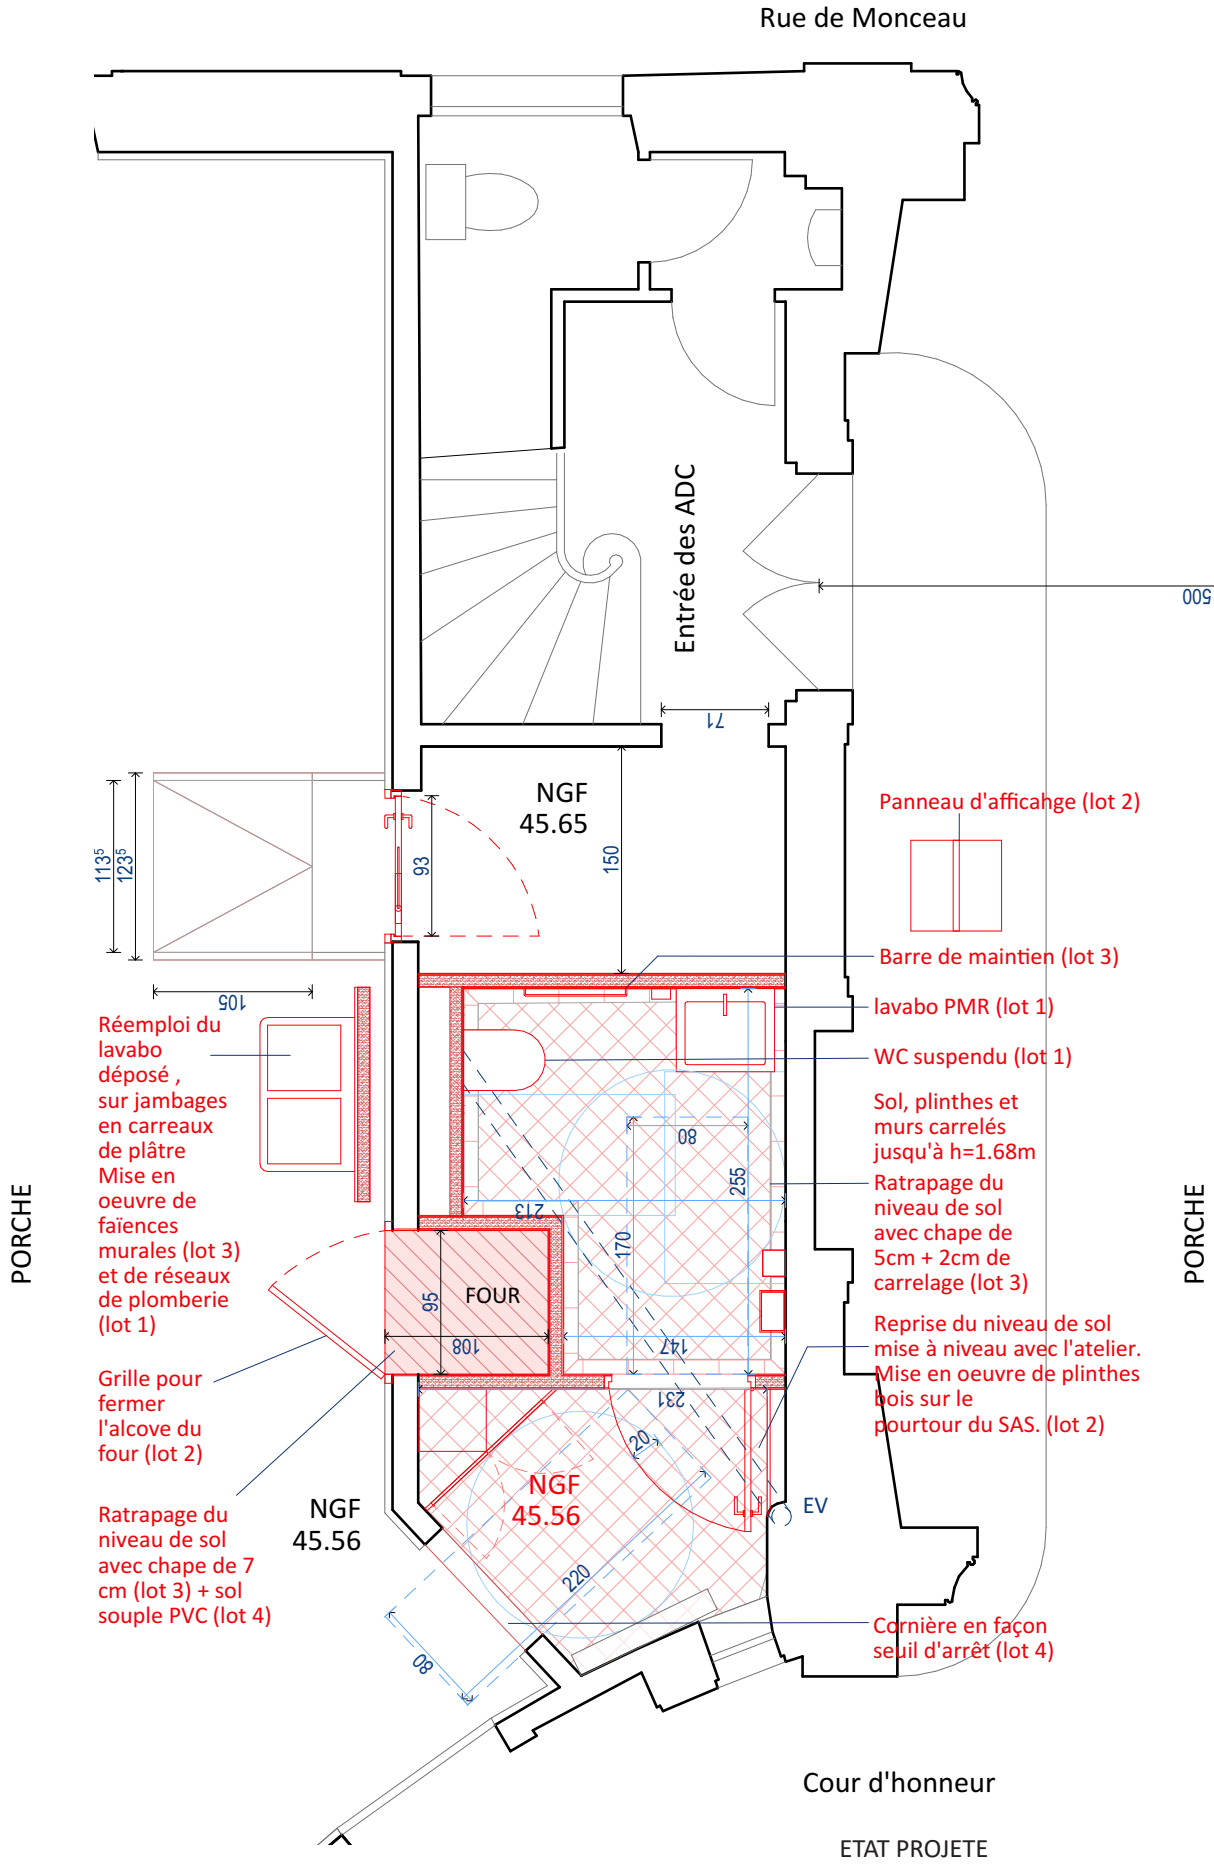 Rue de Monceau
Entrée des ADC
500
71
NGF
45.65
150
93
113⁵
123⁵
105
Panneau d'afficahge (lot 2)
Barre de maintien (lot 3)
lavabo PMR (lot 1)
WC suspendu (lot 1)
Sol, plinthes et
murs carrelés
jusqu'à h=1.68m
Ratrapage du
niveau de sol
avec chape de
5cm + 2cm de
carrelage (lot 3)
Reprise du niveau de sol
mise à niveau avec l'atelier.
Mise en oeuvre de plinthes
bois sur le
pourtour du SAS. (lot 2)
Réemploi du
lavabo
déposé ,
sur jambages
en carreaux
de plâtre
Mise en
oeuvre de
faïences
murales (lot 3)
et de réseaux
de plomberie
(lot 1)
Grille pour
fermer
l'alcove du
four (lot 2)
Ratrapage du
niveau de sol
avec chape de 7
cm (lot 3) + sol
souple PVC (lot 4)
PORCHE
PORCHE
80
255
213
170
95
FOUR
108
147
231
20
NGF
45.56
EV
NGF
45.56
220
80
Cornière en façon
seuil d'arrêt (lot 4)
Cour d'honneur
ETAT PROJETE